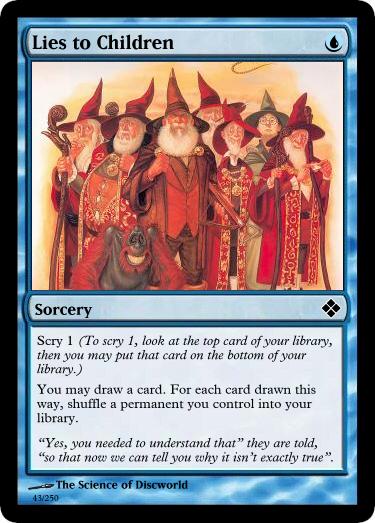 Lies to Children
Sorcery
Scry 1 (To scry 1, look at the top card of your library,
then you may put that card on the bottom of your
library.)
You may draw a card. For each card drawn this
way, shuffle a permanent you control into your
library.
“Yes, you needed to understand that” they are told,
“so that now we can tell you why it isn't exactly true”.
The Science of Discworld
43/250